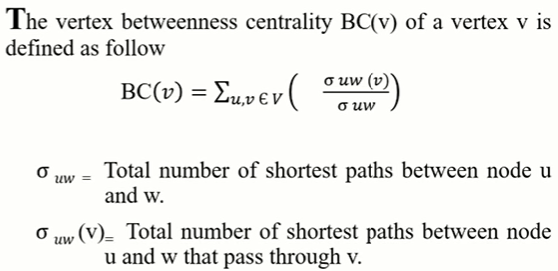 The vertex betweenness centrality BC(v) of a vertex v is
defined as follow
BC(v) = ∑u,v ∈ V ( σ uw (v) / σ uw )
σ uw = Total number of shortest paths between node u
and w.
σ uw (v)= Total number of shortest paths between node
u and w that pass through v.